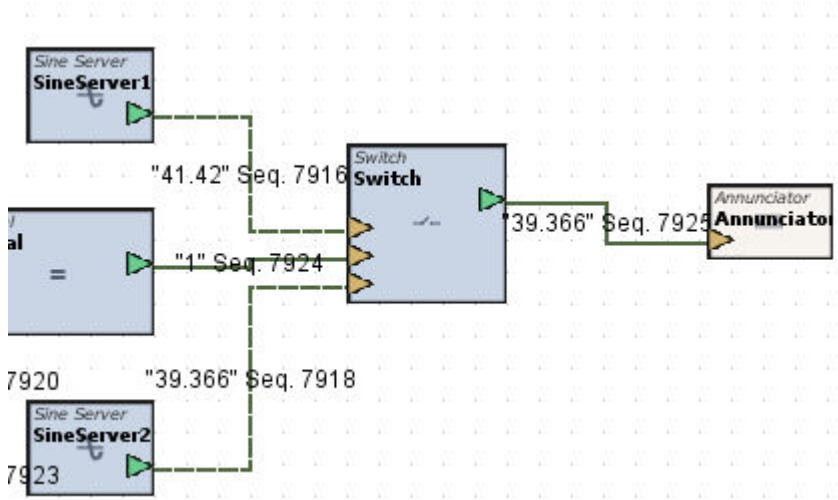 Sine Server
SineServer1
"41.42" Seq. 7916
Switch
Switch
Annunciator
Annunciator
"39.366" Seq. 7925
al
"1" Seq. 7924
=
7920
"39.366" Seq. 7918
Sine Server
SineServer2
7923